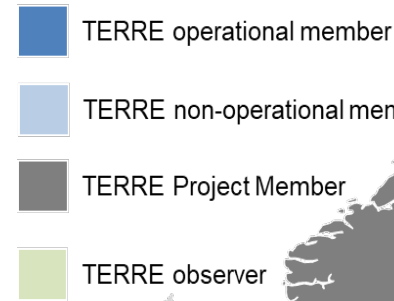 TERRE operational member
TERRE non-operational
TERRE Project Member
TERRE observer